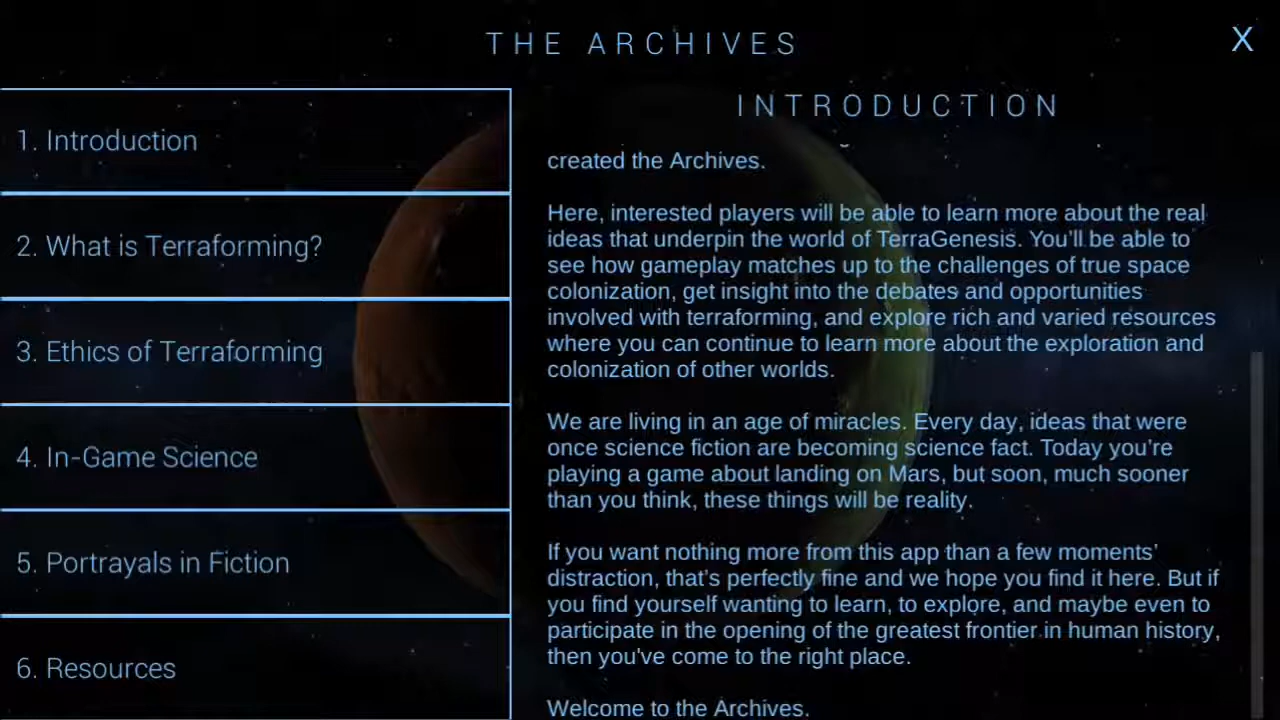 THE ARCHIVES
X
1. Introduction
2. What is Terraforming?
3. Ethics of Terraforming
4. In-Game Science
5. Portrayals in Fiction
6. Resources
INTRODUCTION
created the Archives.
Here, interested players will be able to learn more about the real
ideas that underpin the world of TerraGenesis. You'll be able to
see how gameplay matches up to the challenges of true space
colonization, get insight into the debates and opportunities
involved with terraforming, and explore rich and varied resources
where you can continue to learn more about the exploration and
colonization of other worlds.
We are living in an age of miracles. Every day, ideas that were
once science fiction are becoming science fact. Today you're
playing a game about landing on Mars, but soon, much sooner
than you think, these things will be reality.
If you want nothing more from this app than a few moments'
distraction, that's perfectly fine and we hope you find it here. But if
you find yourself wanting to learn, to explore, and maybe even to
participate in the opening of the greatest frontier in human history,
then you've come to the right place.
Welcome to the Archives.